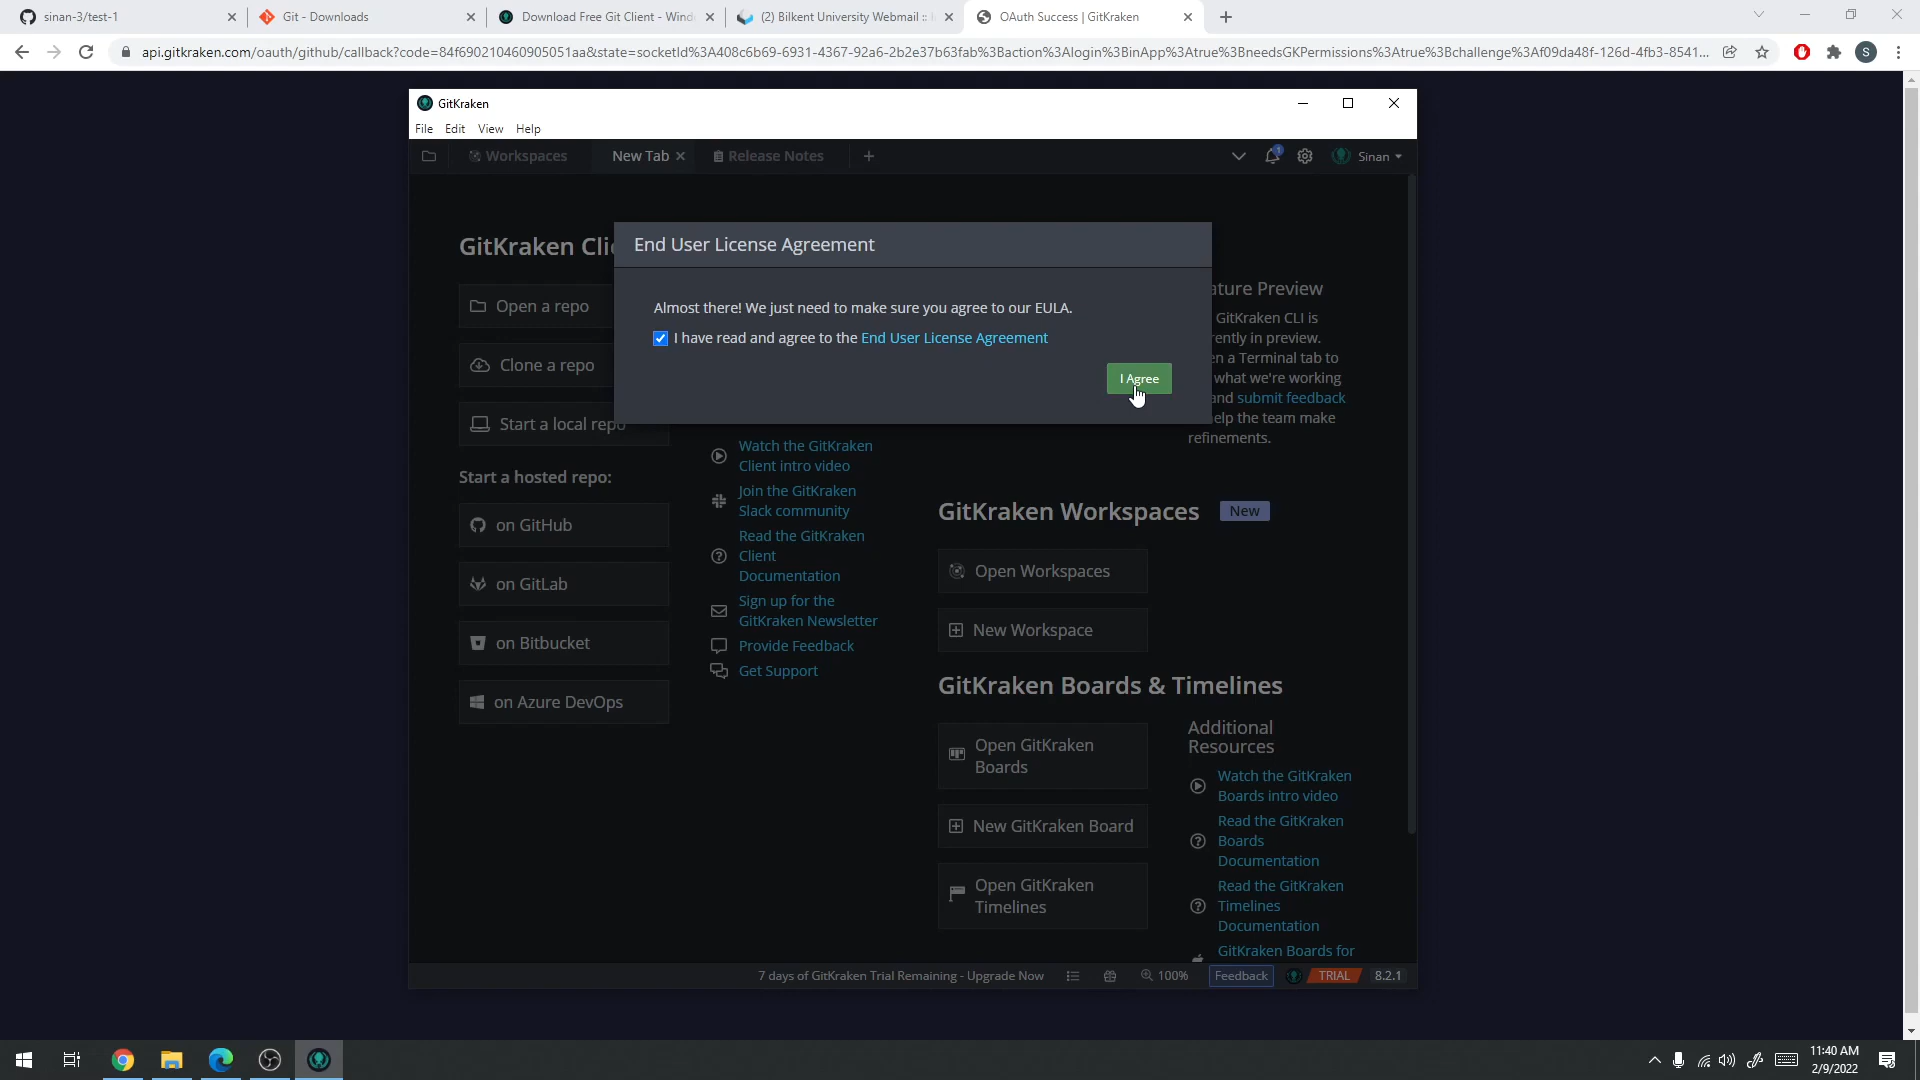 sinan-3/test-1
Git - Downloads
Download Free Git Client - Wind
(2) Bilkent University Webmail ::
OAuth Success | GitKraken
api.gitkraken.com/oauth/github/callback?code=84f690210460905051aa&state=socketId%3A408c6b69-6931-4367-92a6-2b2e37b63fab%3Baction%3Alogin%3BinApp%3Atrue%3BneedsGKPermissions%3Atrue%3Bchallenge%3Af09da48f-126d-4fb3-8541...
S
GitKraken
File Edit View Help
Workspaces
New Tab
Release Notes
1
Sinan
GitKraken Clie
End User License Agreement
Almost there! We just need to make sure you agree to our EULA.
I have read and agree to the End User License Agreement
I Agree
Open a repo
Clone a repo
Start a local repo
Start a hosted repo:
on GitHub
on GitLab
on Bitbucket
on Azure DevOps
Watch the GitKraken
Client intro video
Join the GitKraken
Slack community
Read the GitKraken
Client
Documentation
Sign up for the
GitKraken Newsletter
Provide Feedback
Get Support
ature Preview
GitKraken CLI is
rently in preview.
en a Terminal tab to
what we're working
and submit feedback
elp the team make
refinements.
GitKraken Workspaces
New
Open Workspaces
New Workspace
GitKraken Boards & Timelines
Open GitKraken
Boards
New GitKraken Board
Open GitKraken
Timelines
Additional
Resources
Watch the GitKraken
Boards intro video
Read the GitKraken
Boards
Documentation
Read the GitKraken
Timelines
Documentation
GitKraken Boards for
7 days of GitKraken Trial Remaining - Upgrade Now
100%
Feedback
TRIAL
8.2.1
11:40 AM
2/9/2022